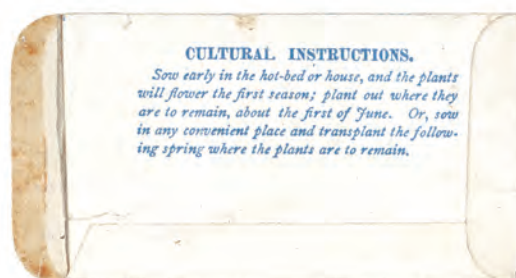 CULTURAL INSTRUCTIONS.
Sow early in the hot-bed or house, and the plants
will flower the first season; plant out where they
are to remain, about the first of June. Or, sow
in any convenient place and transplant the follow-
ing spring where the plants are to remain.